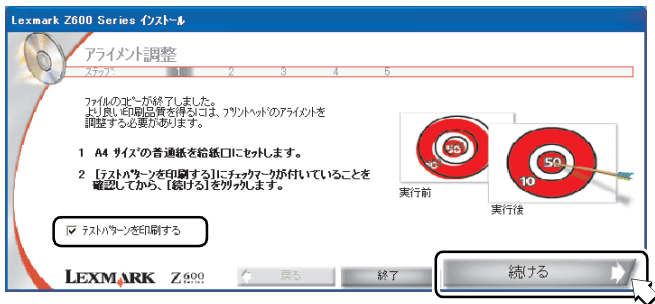 Lexmark Z600 Series インストール
アライメント調整
ステップ 1 2 3 4 5
ファイルのコピーが終了しました。
より良い印刷品質を得るには、プリントヘッドのアライメントを
調整する必要があります。
1 A4 サイズの普通紙を給紙口にセットします。
2 [テストパターンを印刷する]にチェックマークが付いていることを
確認してから、[続ける]をクリックします。
50
10
50
10
実行前
実行後
テストパターンを印刷する
LEXMARK Z600 Series
戻る
終了
続ける